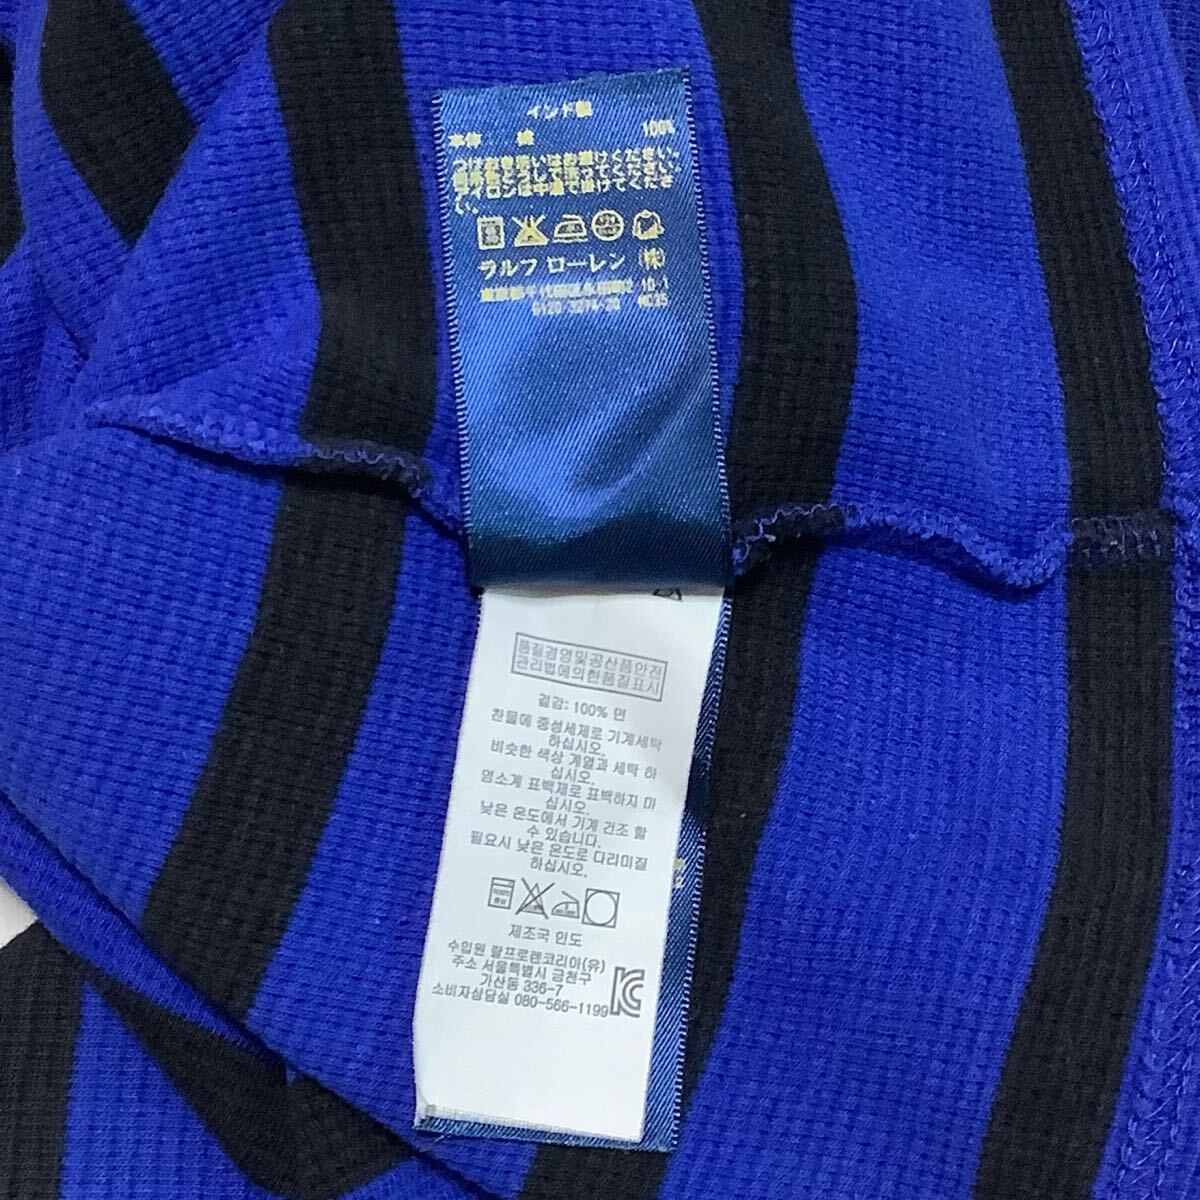 インド製
本体 綿 100%
ラルフ ローレン (株)
품질경영및공산품안전
관리법에의한품질표시
겉감: 100% 면
찬물에 중성세제로 기계세탁
하십시오.
비슷한 색상 계열과 세탁 하
십시오.
염소계 표백제로 표백하지 마
십시오.
낮은 온도에서 기계 건조 할
수 있습니다.
필요시 낮은 온도로 다리미질
하십시오.
제조국 인도
수입원 랄프로렌코리아(유)
주소 서울특별시 금천구
가산동 336-7
소비자상담실 080-566-1199